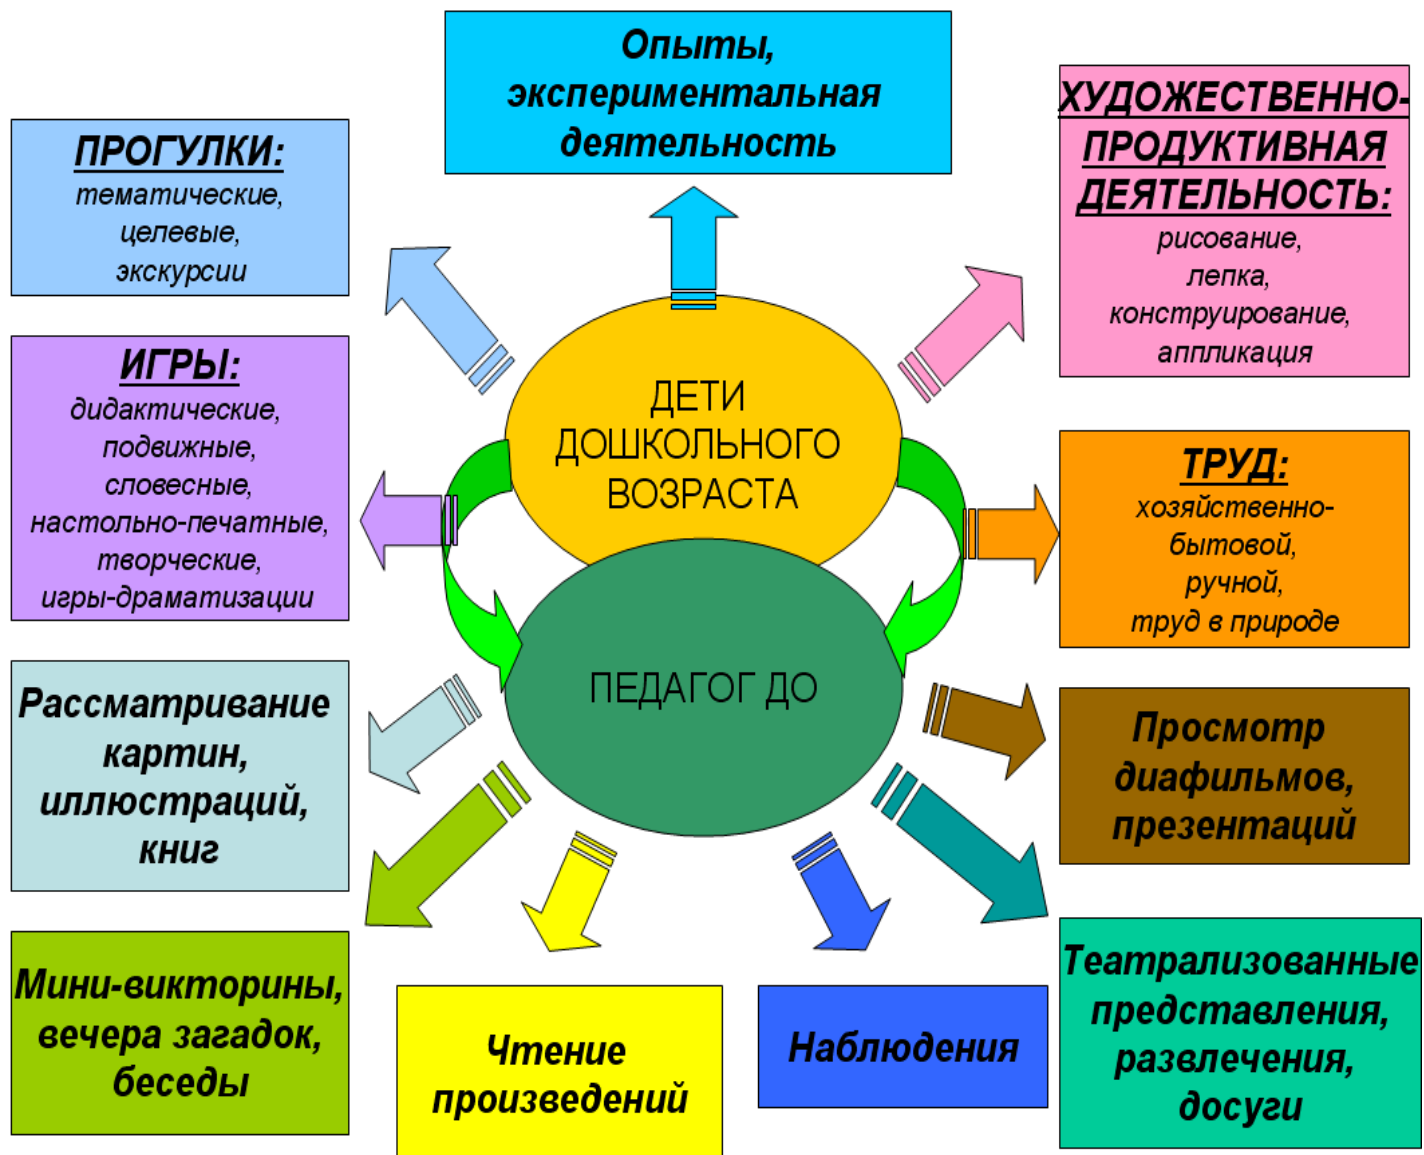 Опыты,
экспериментальная
деятельность
ПРОГУЛКИ:
тематические,
целевые,
экскурсии
ХУДОЖЕСТВЕННО-
ПРОДУКТИВНАЯ
ДЕЯТЕЛЬНОСТЬ:
рисование,
лепка,
конструирование,
аппликация
ИГРЫ:
дидактические,
подвижные,
словесные,
настольно-печатные,
творческие,
игры-драматизации
ДЕТИ
ДОШКОЛЬНОГО
ВОЗРАСТА
ТРУД:
хозяйственно-
бытовой,
ручной,
труд в природе
ПЕДАГОГ ДО
Рассматривание
картин,
иллюстраций,
книг
Просмотр
диафильмов,
презентаций
Мини-викторины,
вечера загадок,
беседы
Чтение
произведений
Наблюдения
Театрализованные
представления,
развлечения,
досуги